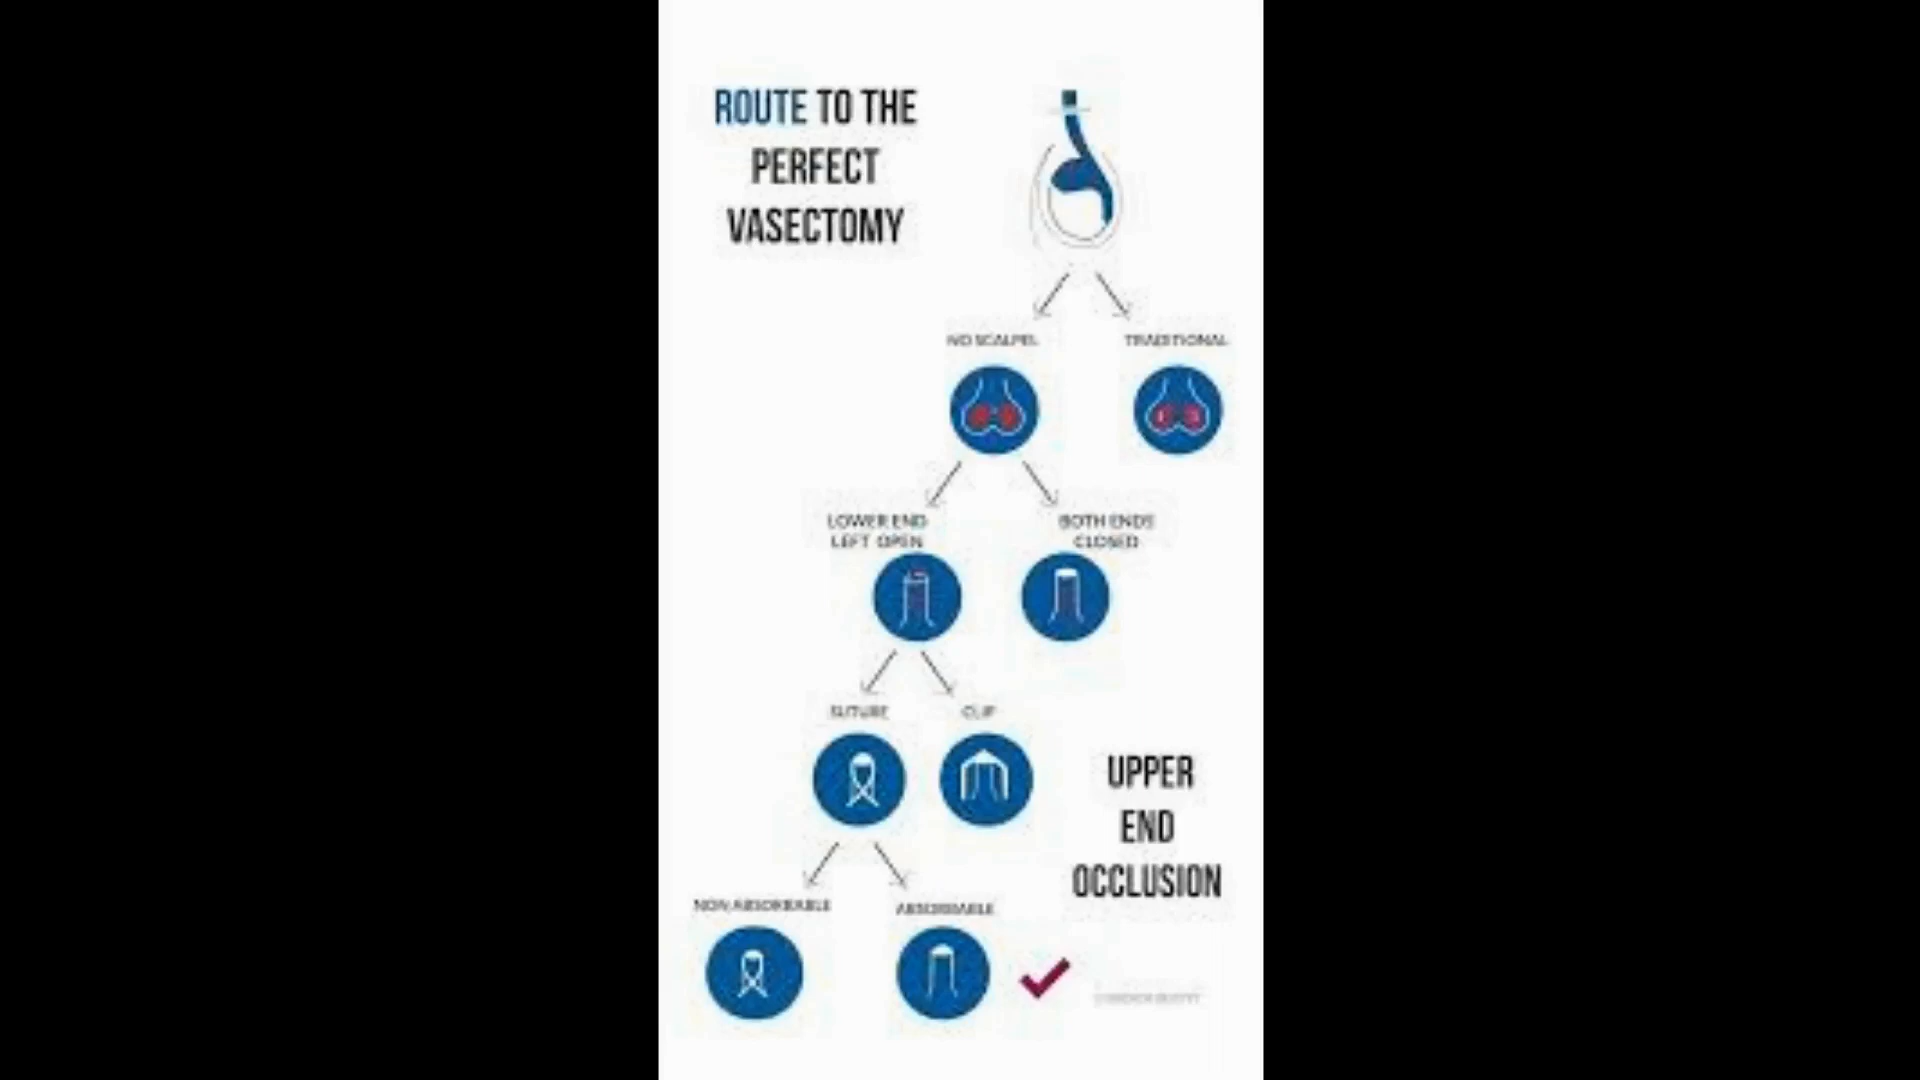 ROUTE TO THE
PERFECT
VASECTOMY
NO SCALPEL
TRADITIONAL
LOWER END
LEFT OPEN
BOTH ENDS
CLOSED
SUTURE
CLIP
UPPER
END
OCCLUSION
NON ABSORBABLE
ABSORBABLE